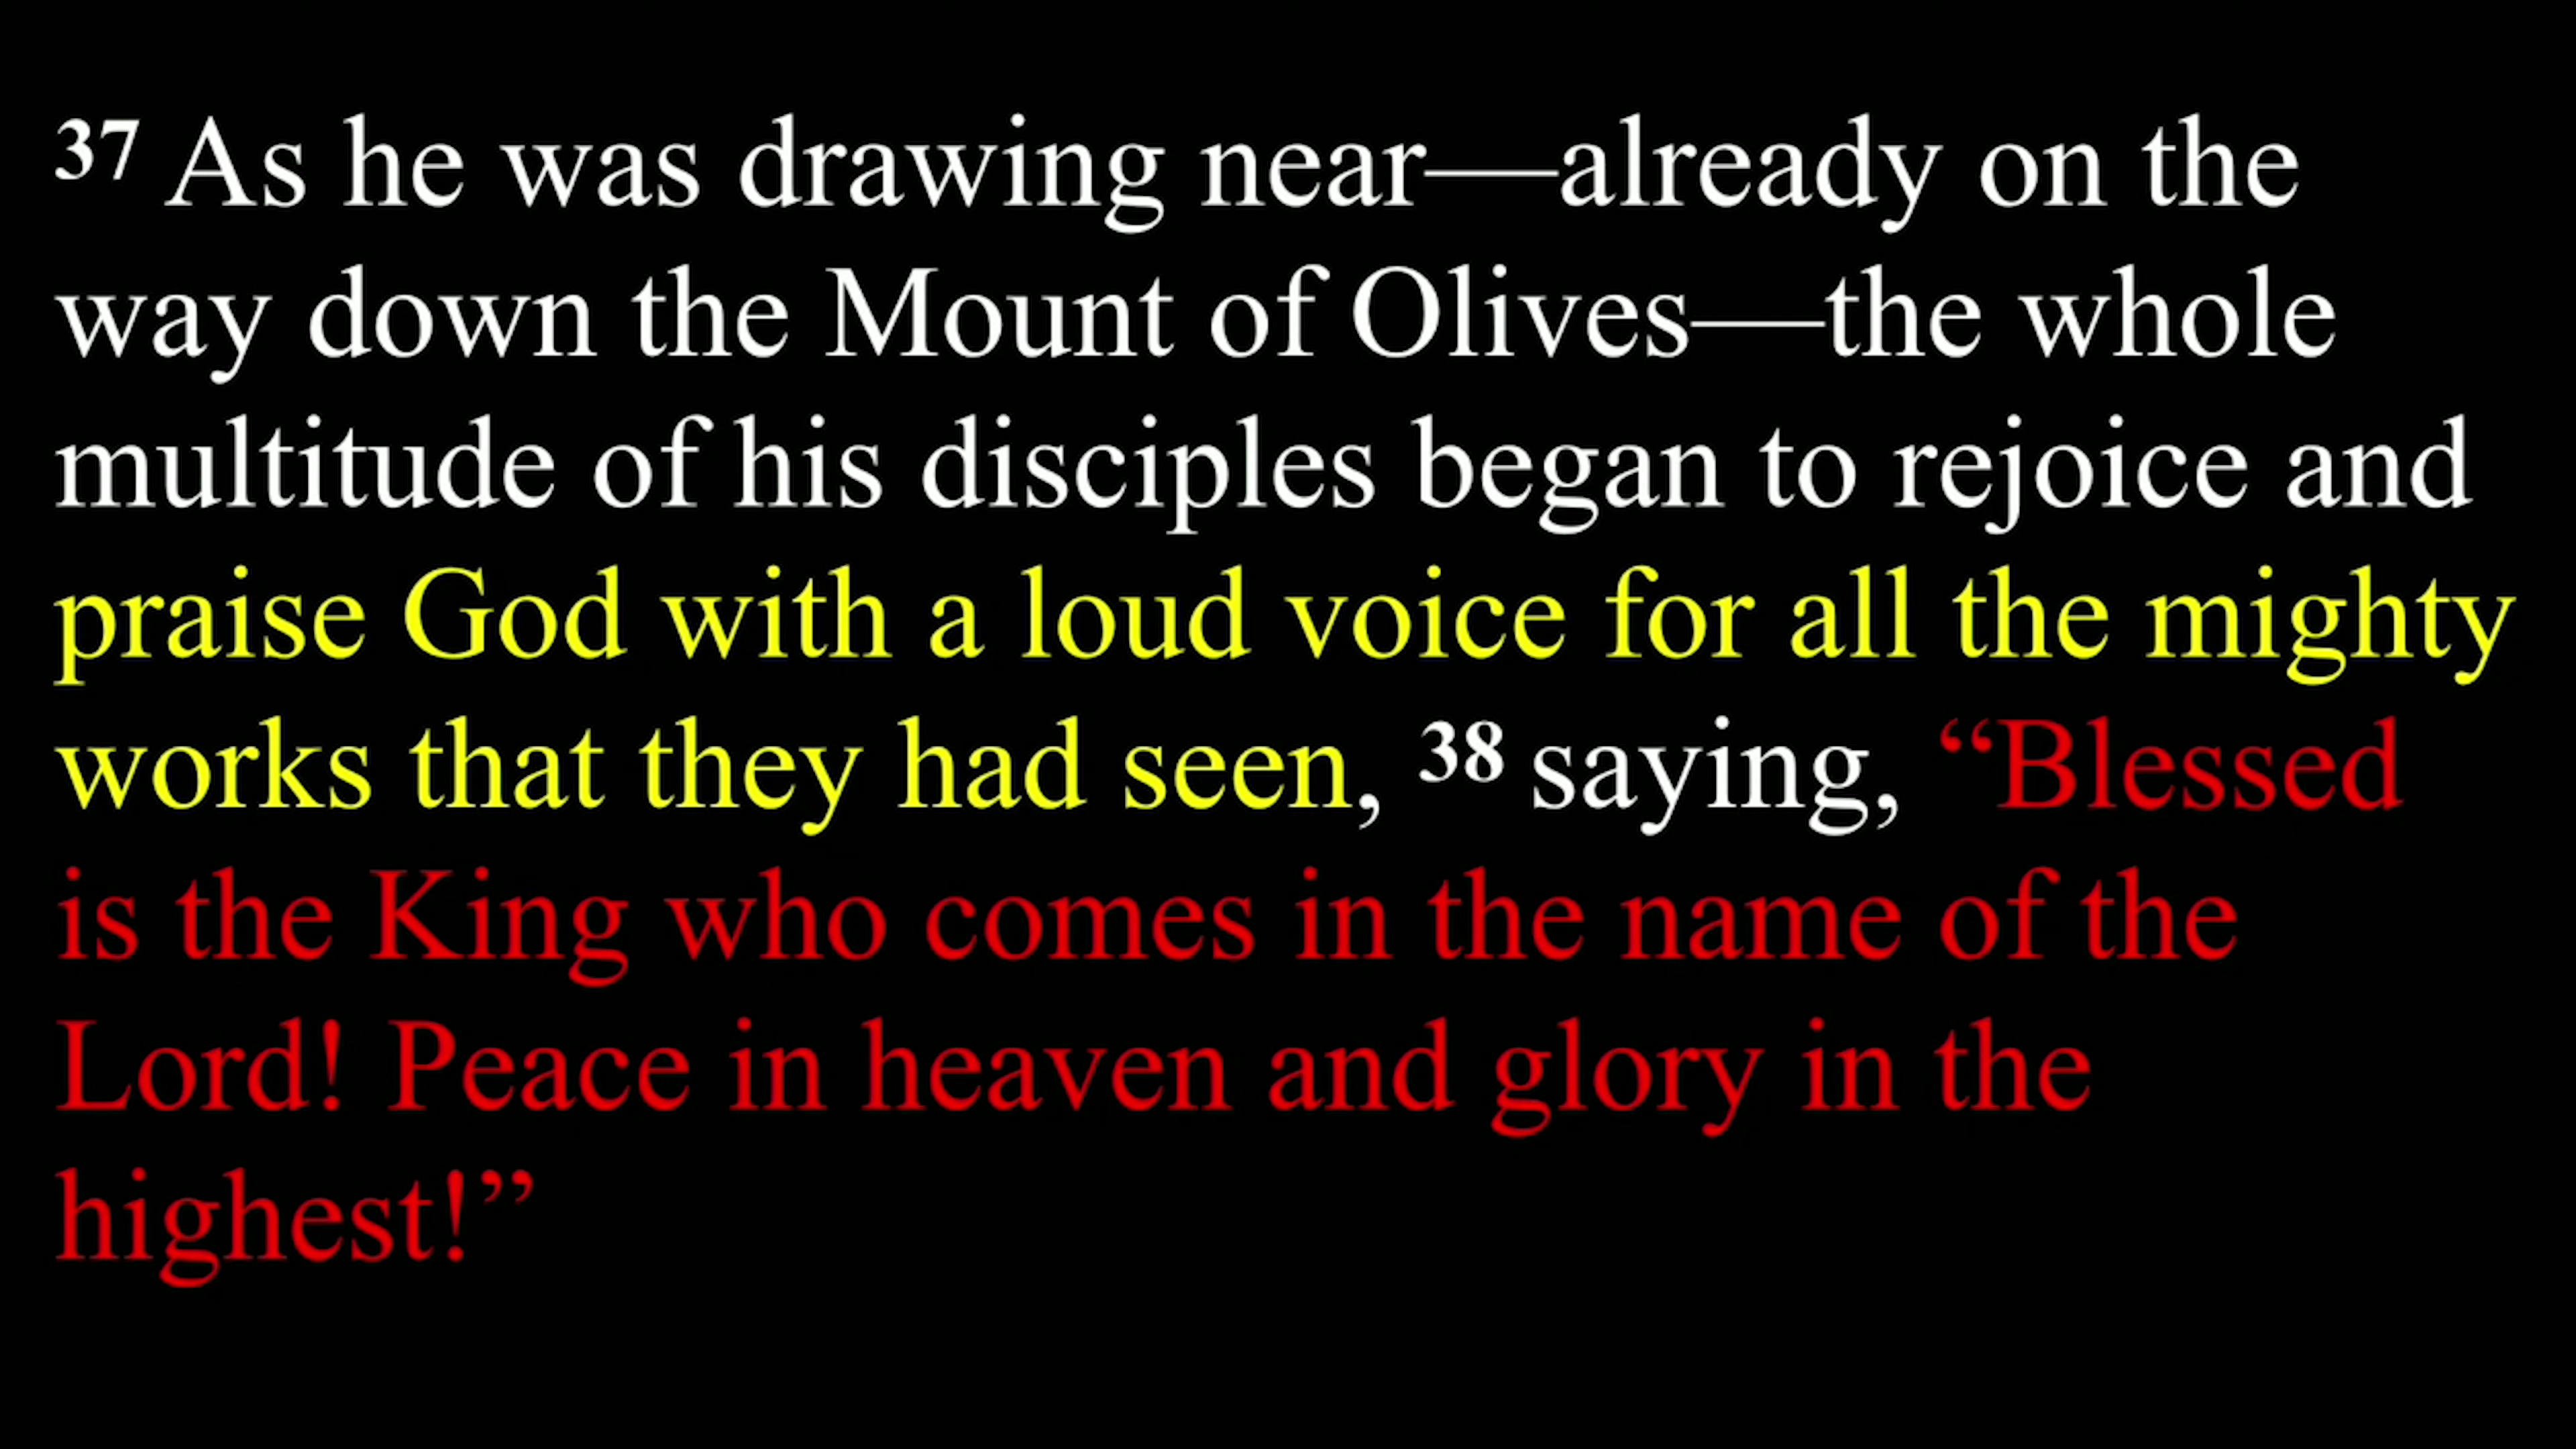 37 As he was drawing near—already on the
way down the Mount of Olives—the whole
multitude of his disciples began to rejoice and
praise God with a loud voice for all the mighty
works that they had seen, 38 saying, “Blessed
is the King who comes in the name of the
Lord! Peace in heaven and glory in the
highest!”